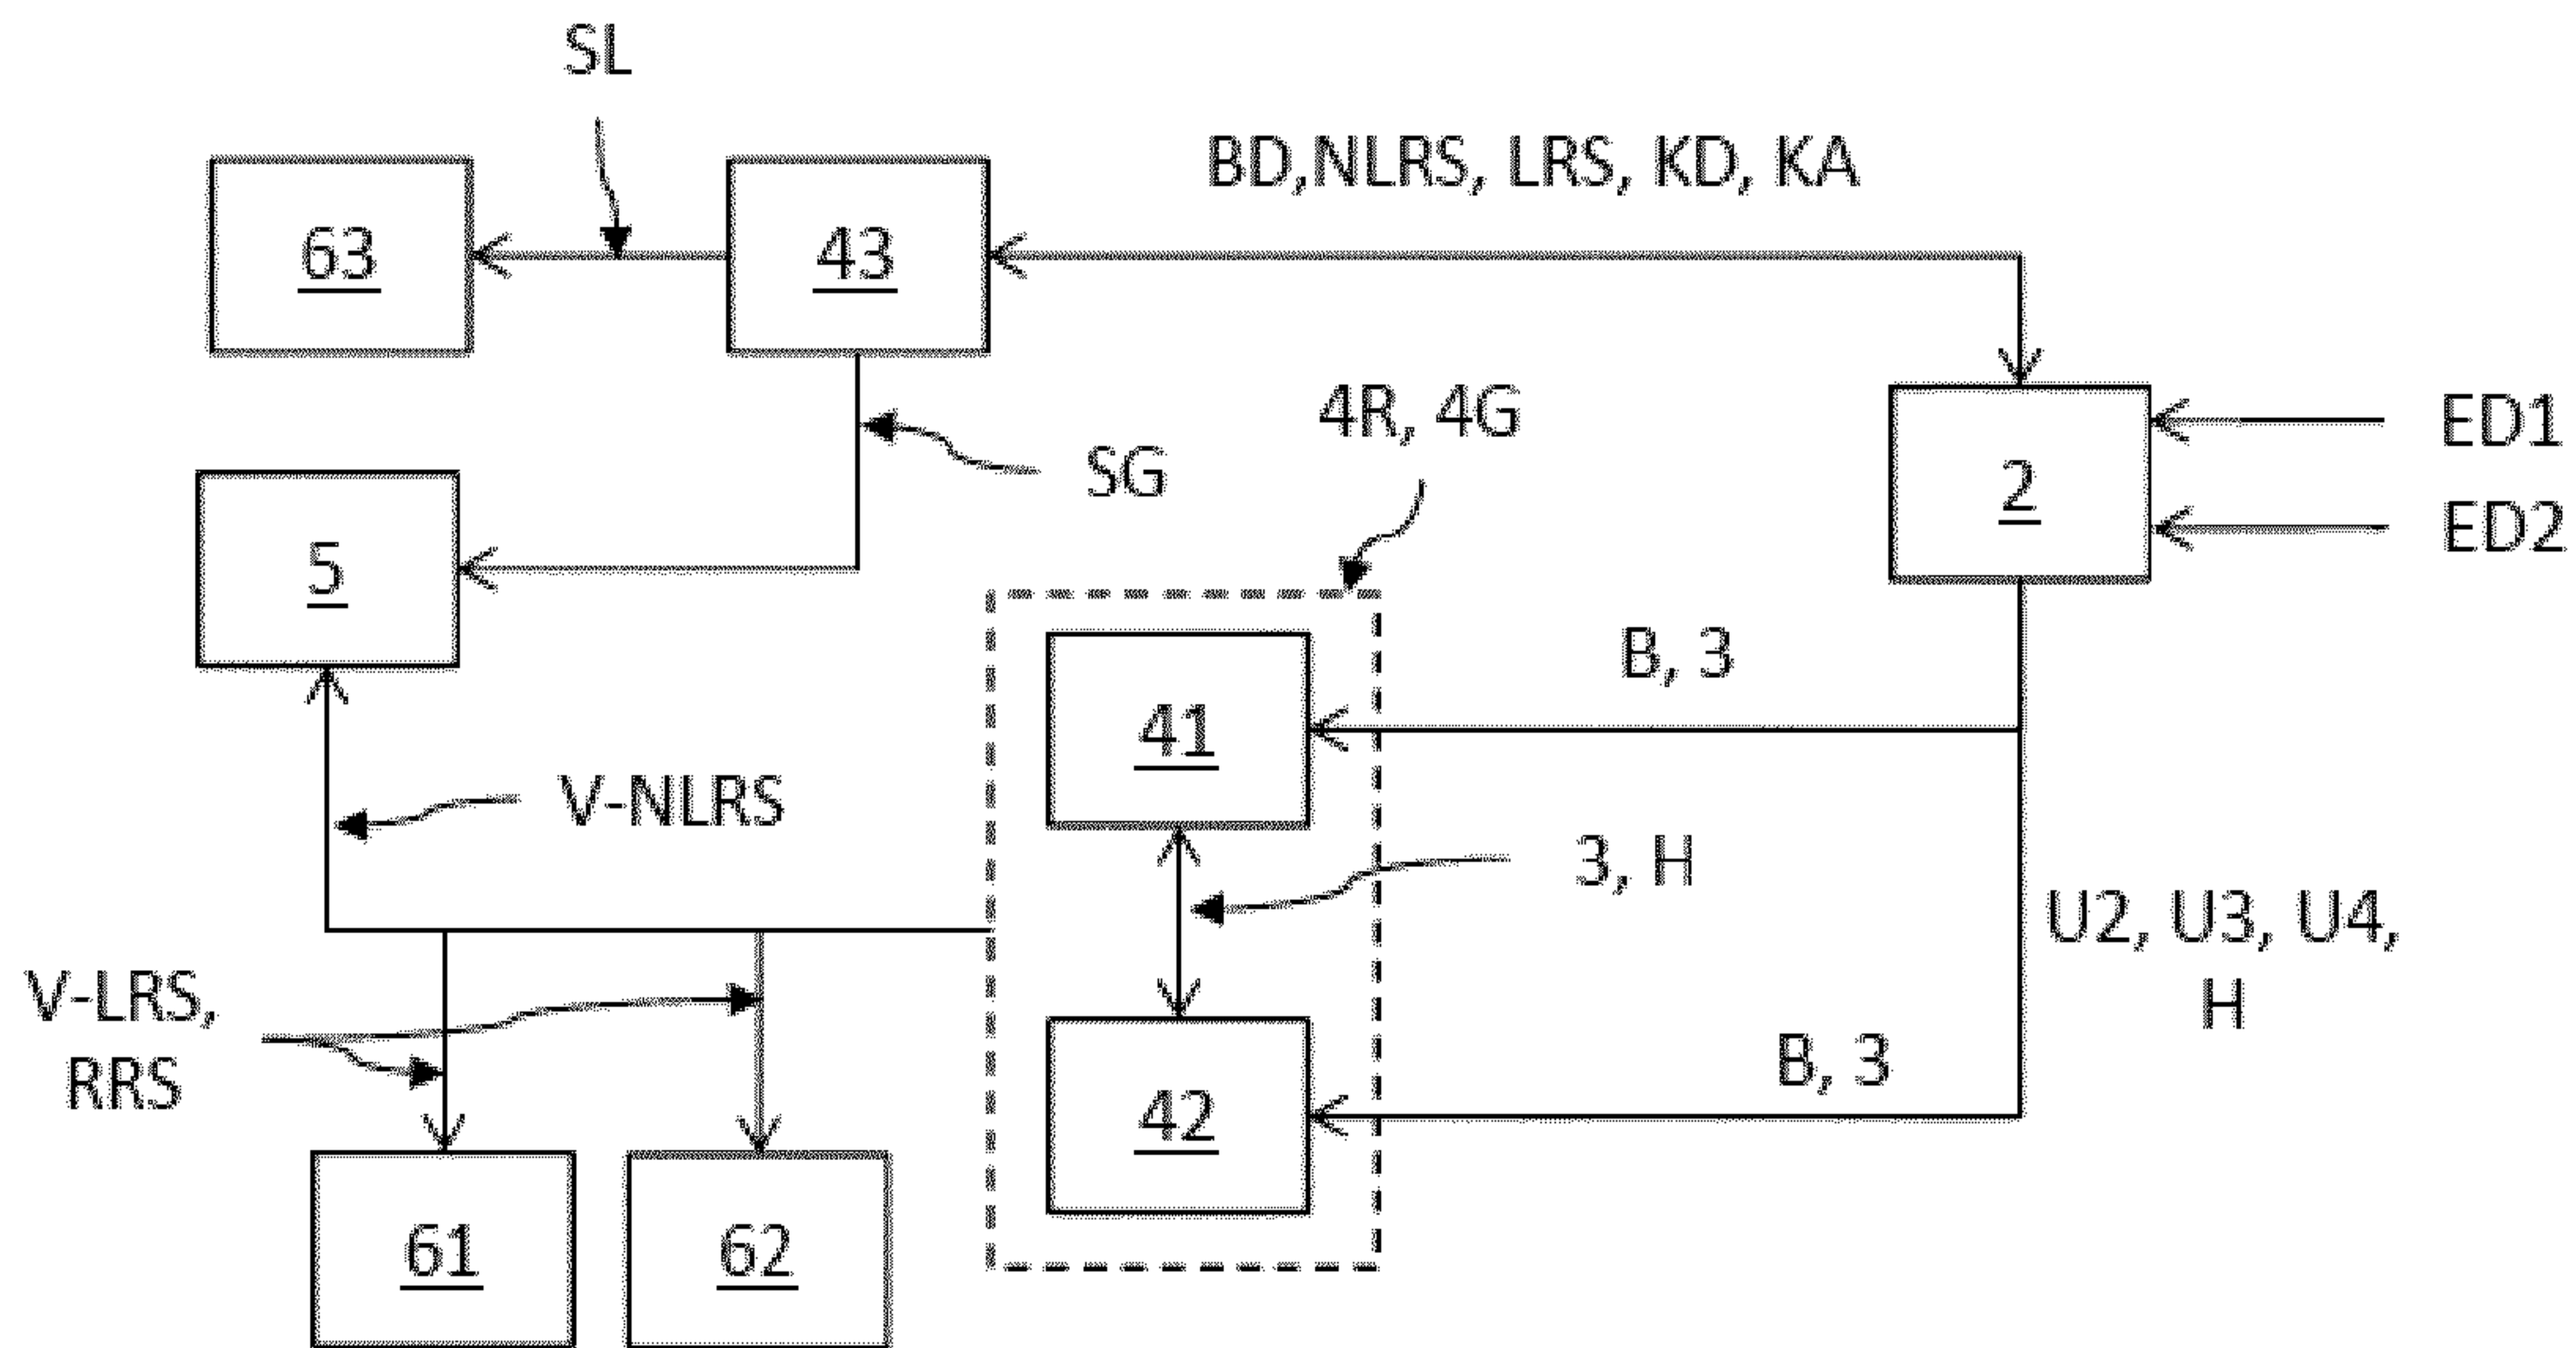 SL
BD,NLRS, LRS, KD, KA
63
43
4R, 4G
ED1
SG
2
ED2
5
B, 3
41
V-NLRS
3, H
U2, U3, U4,
H
V-LRS,
RRS
B, 3
42
61
62